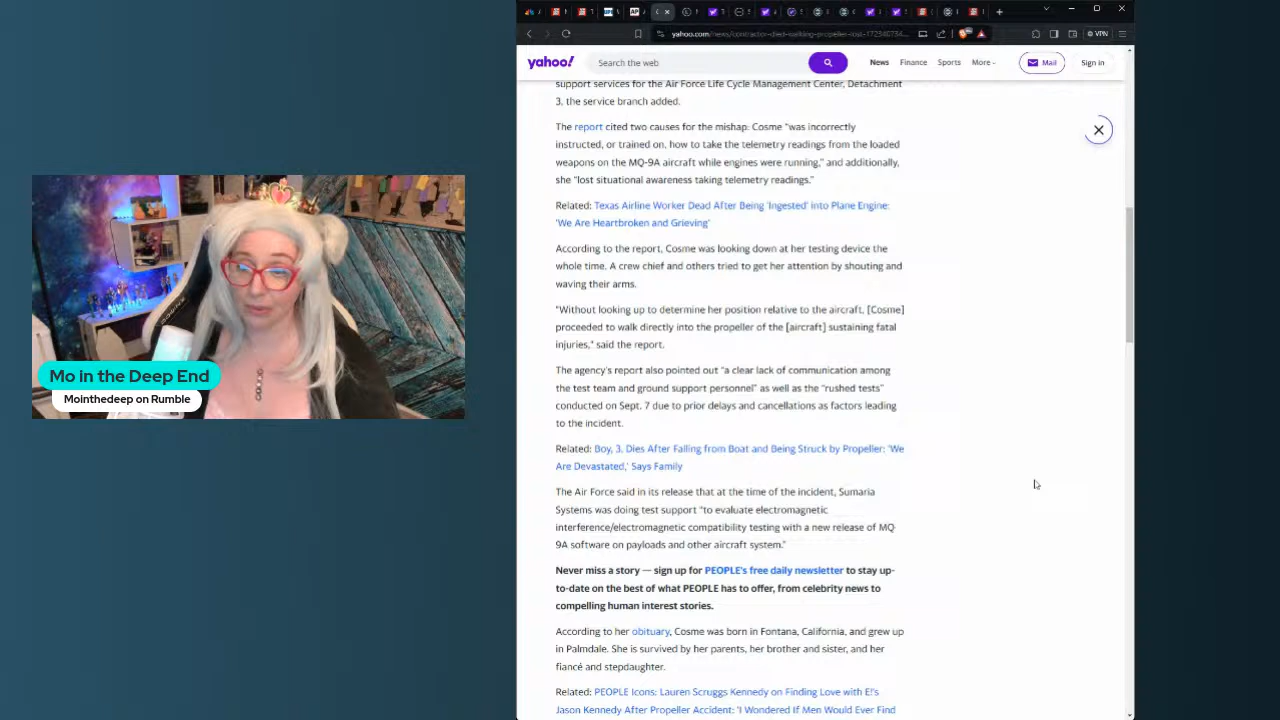 yahoo.com/news/contractor-died-walking-propeller-lost-172340734...
VPN
yahoo!
Search the web
News
Finance
Sports
More
Mail
Sign in
support services for the Air Force Life Cycle Management Center, Detachment
3, the service branch added.
The report cited two causes for the mishap: Cosme "was incorrectly
instructed, or trained on, how to take the telemetry readings from the loaded
weapons on the MQ-9A aircraft while engines were running," and additionally,
she "lost situational awareness taking telemetry readings."
Related: Texas Airline Worker Dead After Being 'Ingested' into Plane Engine:
'We Are Heartbroken and Grieving'
According to the report, Cosme was looking down at her testing device the
whole time. A crew chief and others tried to get her attention by shouting and
waving their arms.
"Without looking up to determine her position relative to the aircraft, [Cosme]
proceeded to walk directly into the propeller of the [aircraft] sustaining fatal
injuries," said the report.
The agency's report also pointed out "a clear lack of communication among
the test team and ground support personnel" as well as the "rushed tests"
conducted on Sept. 7 due to prior delays and cancellations as factors leading
to the incident.
Related: Boy, 3, Dies After Falling from Boat and Being Struck by Propeller: 'We
Are Devastated,' Says Family
The Air Force said in its release that at the time of the incident, Sumaria
Systems was doing test support "to evaluate electromagnetic
interference/electromagnetic compatibility testing with a new release of MQ-
9A software on payloads and other aircraft system."
Never miss a story — sign up for PEOPLE's free daily newsletter to stay up-
to-date on the best of what PEOPLE has to offer, from celebrity news to
compelling human interest stories.
According to her obituary, Cosme was born in Fontana, California, and grew up
in Palmdale. She is survived by her parents, her brother and sister, and her
fiancé and stepdaughter.
Related: PEOPLE Icons: Lauren Scruggs Kennedy on Finding Love with E!'s
Jason Kennedy After Propeller Accident: 'I Wondered If Men Would Ever Find
Mo in the Deep End
Mointhedeep on Rumble